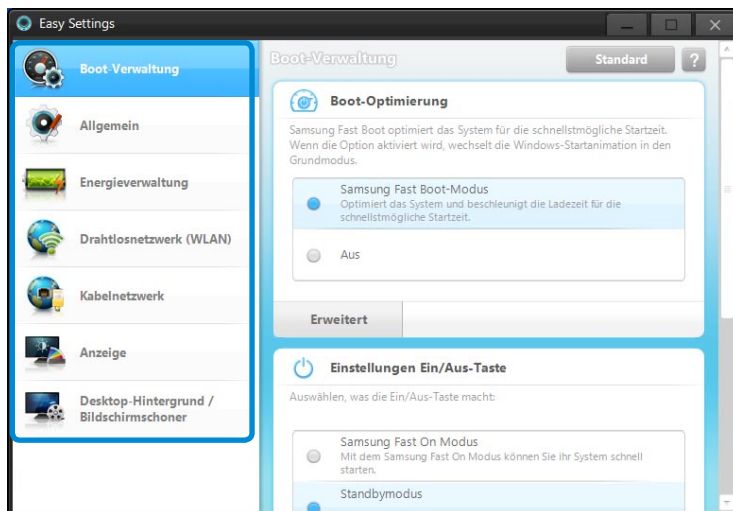 Easy Settings
Boot-Verwaltung
Allgemein
Energieverwaltung
Drahtlosnetzwerk (WLAN)
Kabelnetzwerk
Anzeige
Desktop-Hintergrund /
Bildschirmschoner
Boot-Verwaltung
Standard
?
Boot-Optimierung
Samsung Fast Boot optimiert das System für die schnellstmögliche Startzeit.
Wenn die Option aktiviert wird, wechselt die Windows-Startanimation in den
Grundmodus.
Samsung Fast Boot-Modus
Optimiert das System und beschleunigt die Ladezeit für die
schnellstmögliche Startzeit.
Aus
Erweitert
Einstellungen Ein/Aus-Taste
Auswählen, was die Ein/Aus-Taste macht:
Samsung Fast On Modus
Mit dem Samsung Fast On Modus können Sie ihr System schnell
starten.
Standbymodus